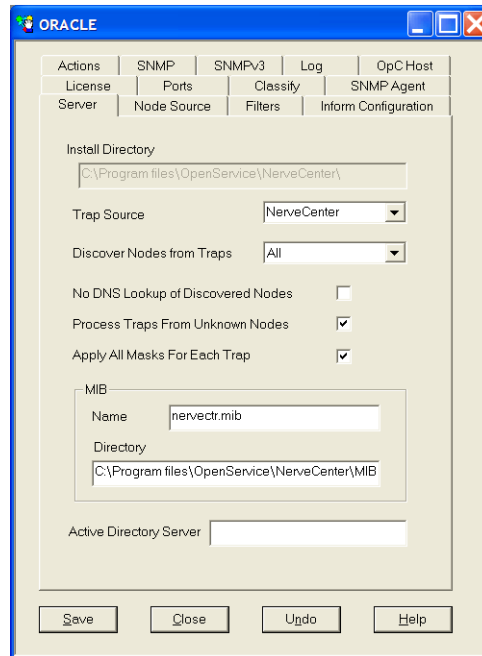 ORACLE
Actions SNMP SNMPv3 Log OpC Host
License Ports Classify SNMP Agent
Server Node Source Filters Inform Configuration
Install Directory
C:\Program files\OpenService\NerveCenter\
Trap Source NerveCenter
Discover Nodes from Traps All
No DNS Lookup of Discovered Nodes
Process Traps From Unknown Nodes
Apply All Masks For Each Trap
MIB
Name nervectr.mib
Directory
C:\Program files\OpenService\NerveCenter\MIB
Active Directory Server
Save Close Undo Help